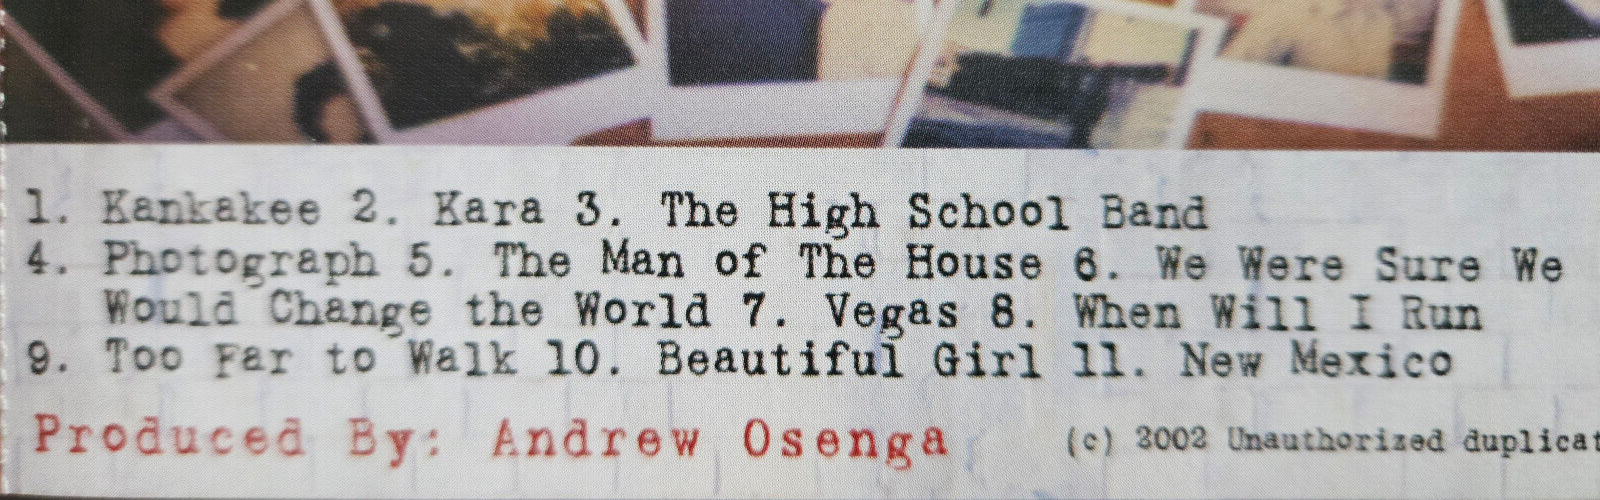 1. Kankakee 2. Kara 3. The High School Band
4. Photograph 5. The Man of The House 6. We Were Sure We
Would Change the World 7. Vegas 8. When Will I Run
9. Too Far to Walk 10. Beautiful Girl 11. New Mexico
Produced By: Andrew Osenga (c) 2002 Unauthorized duplicat